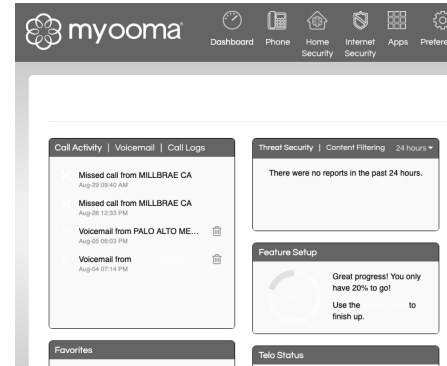 myooma
Dashboard
Phone
Home
Security
Internet
Security
Apps
Prefere
Call Activity | Voicemail | Call Logs
Missed call from MILLBRAE CA
Aug-29 09:40 AM
Missed call from MILLBRAE CA
Aug-26 12:33 PM
Voicemail from PALO ALTO ME...
Aug-05 06:03 PM
Voicemail from
Aug-04 07:14 PM
Favorites
Threat Security | Content Filtering 24 hours
There were no reports in the past 24 hours.
Feature Setup
Great progress! You only
have 20% to go!
Use the to
finish up.
Telo Status